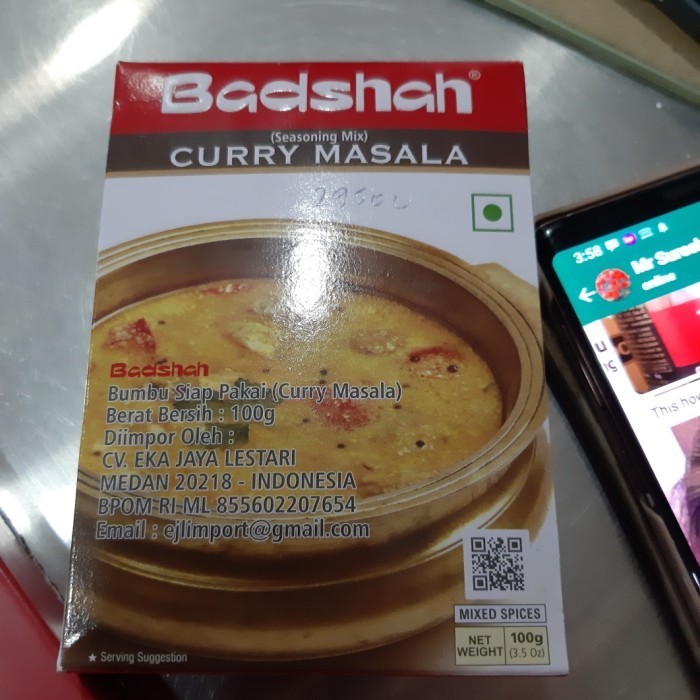 Badshah®
(Seasoning Mix)
CURRY MASALA
Badshah
Bumbu Siap Pakai (Curry Masala)
Berat Bersih : 100g
Diimpor Oleh :
CV. EKA JAYA LESTARI
MEDAN 20218 - INDONESIA
BPOM RI ML 855602207654
Email : ejlimport@gmail.com
MIXED SPICES
NET WEIGHT 100g (3.5 Oz)
★ Serving Suggestion
3:58
Mr
online
This